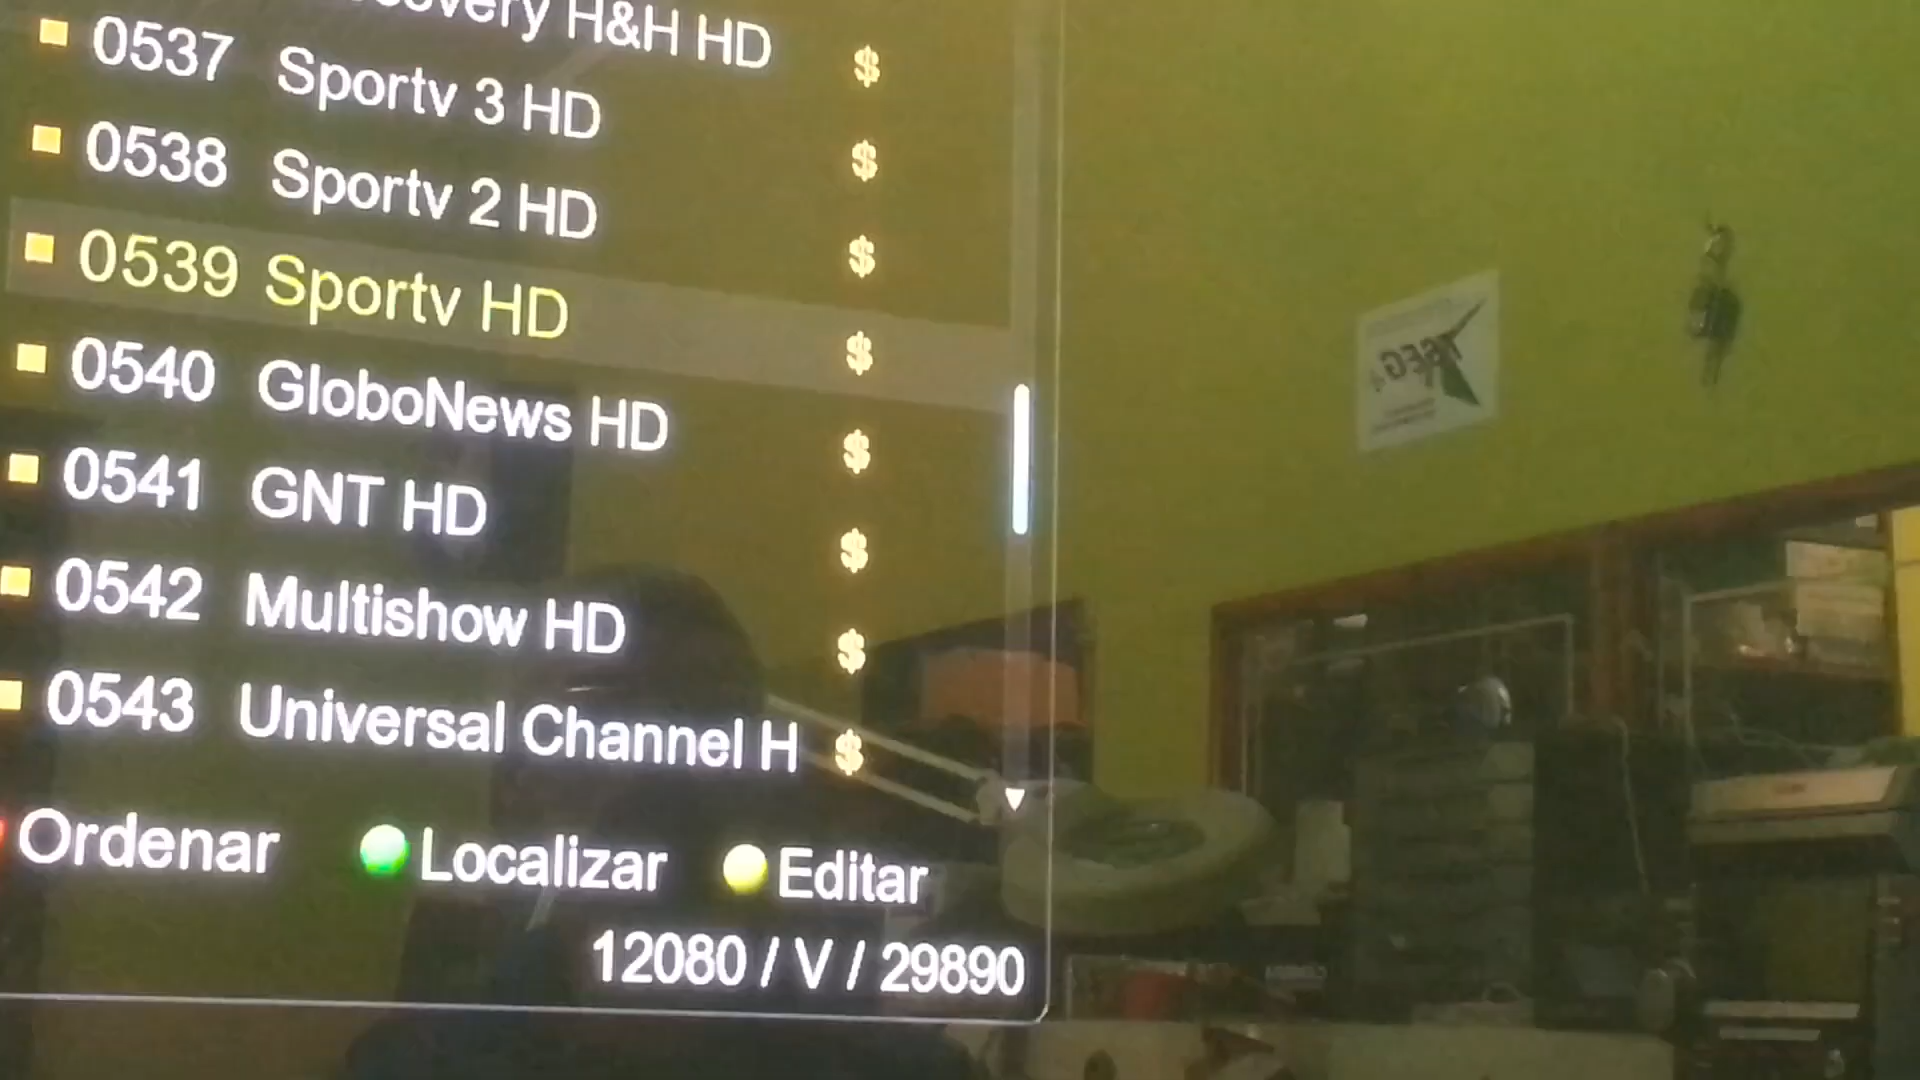 H&H HD $
0537 Sportv 3 HD $
0538 Sportv 2 HD $
0539 Sportv HD $
0540 GloboNews HD $
0541 GNT HD $
0542 Multishow HD $
0543 Universal Channel H $
Ordenar Localizar Editar
12080 / V / 29890